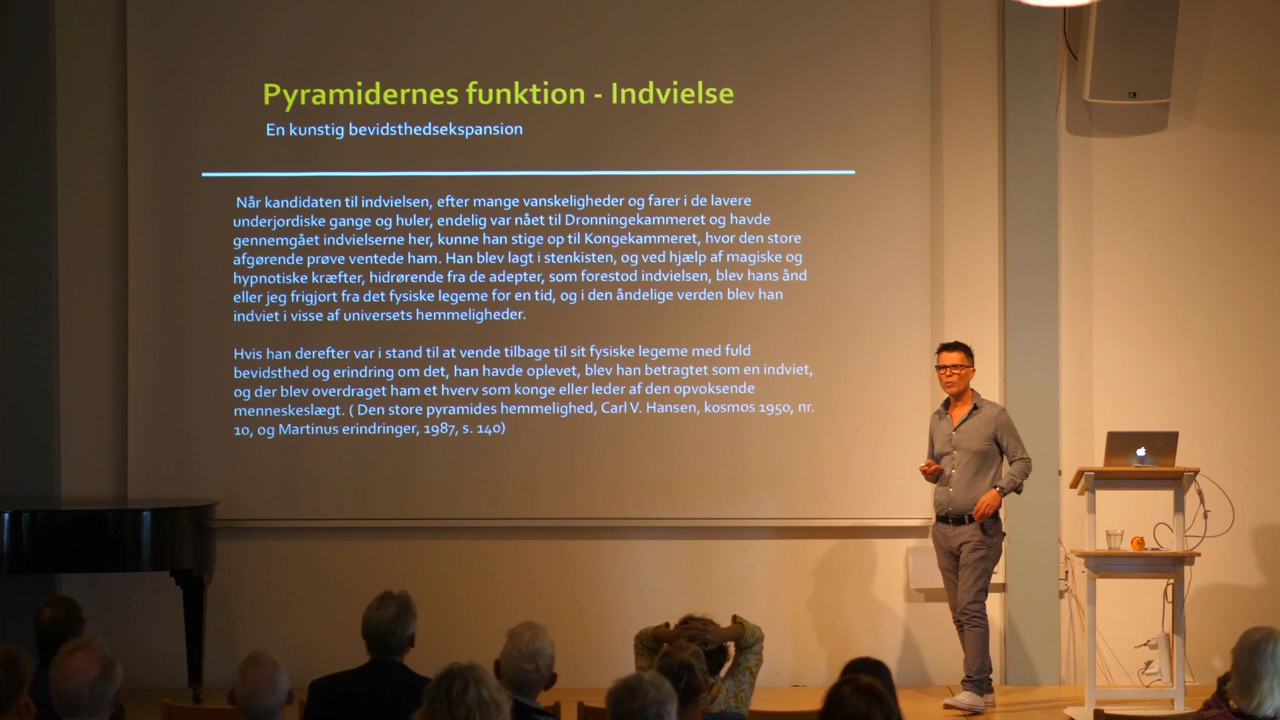 Pyramidernes funktion - Indvielse
En kunstig bevidsthedsekspansion
Når kandidaten til indvielsen, efter mange vanskeligheder og farer i de lavere
underjordiske gange og huler, endelig var nået til Dronningekammeret og havde
gennemgået indvielserne her, kunne han stige op til Kongekammeret, hvor den store
afgørende prøve ventede ham. Han blev lagt i stenkisten, og ved hjælp af magiske og
hypnotiske kræfter, hidrørende fra de adepter, som forestod indvielsen, blev hans ånd
eller jeg frigjort fra det fysiske legeme for en tid, og i den åndelige verden blev han
indviet i visse af universets hemmeligheder.
Hvis han derefter var i stand til at vende tilbage til sit fysiske legeme med fuld
bevidsthed og erindring om det, han havde oplevet, blev han betragtet som en indviet,
og der blev overdraget ham et hverv som konge eller leder af den opvoksende
menneskeslægt. ( Den store pyramides hemmelighed, Carl V. Hansen, kosmos 1950, nr.
10, og Martinus erindringer, 1987, s. 140)